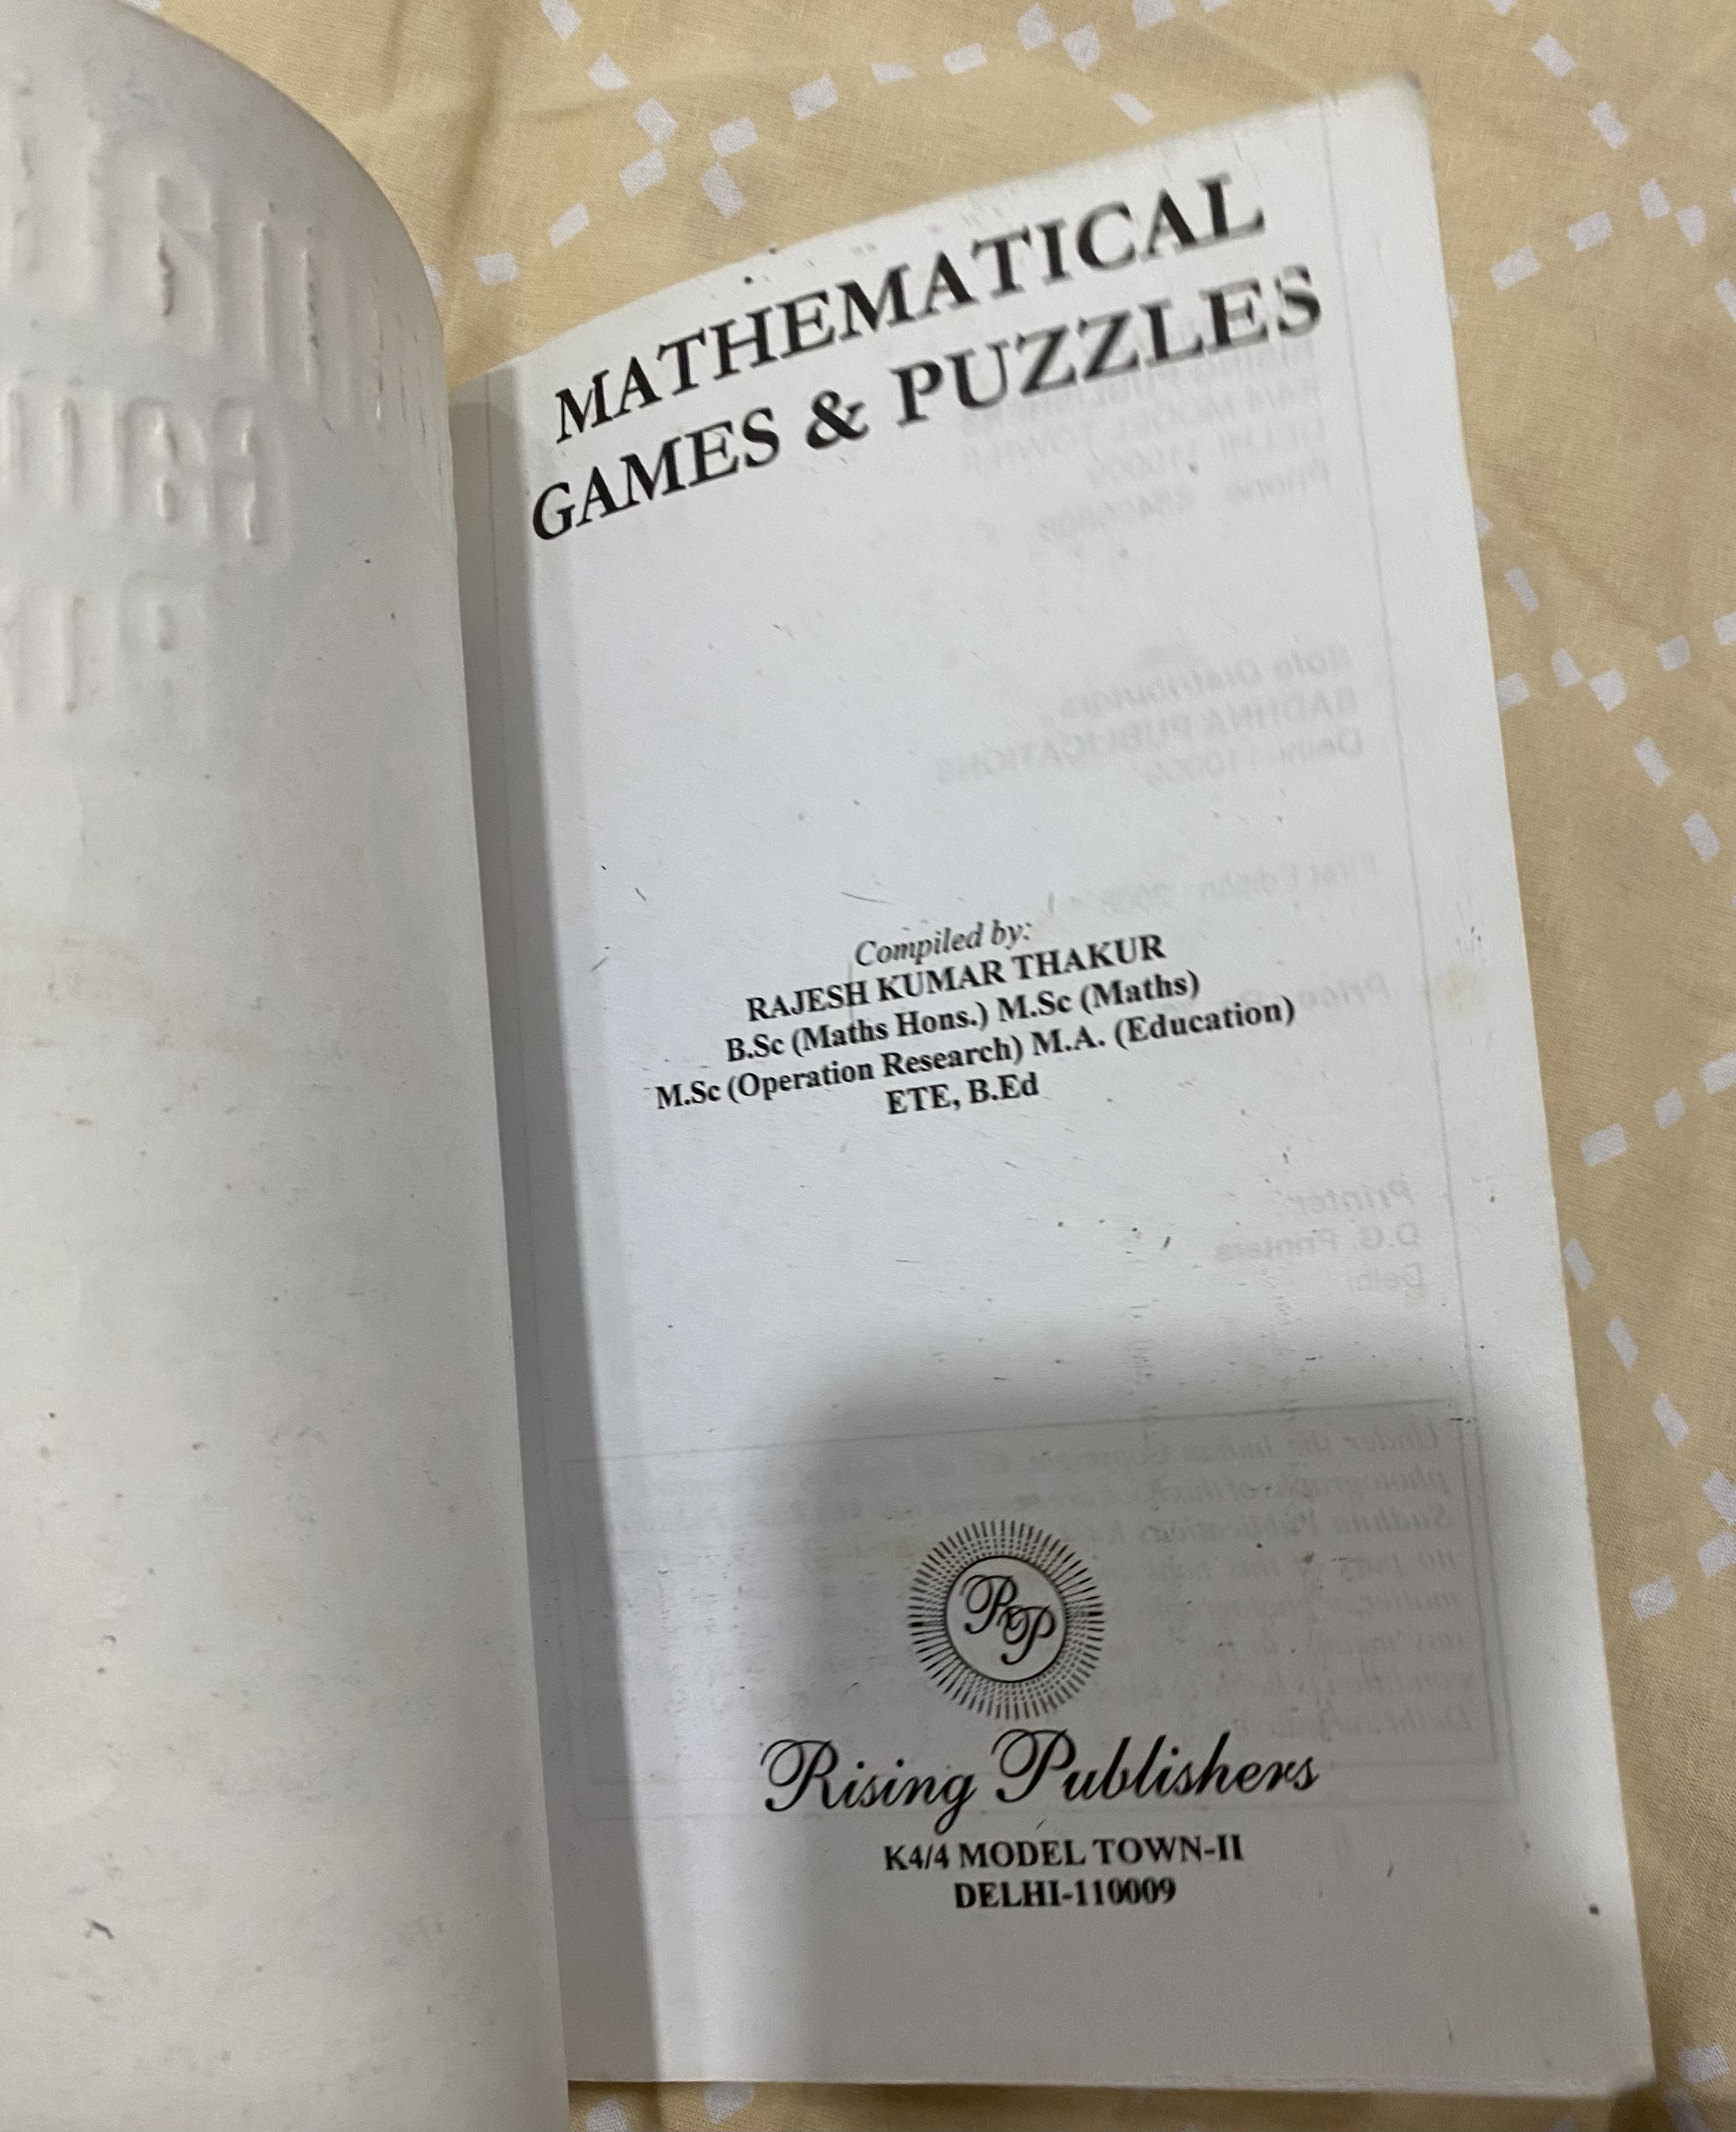 MATHEMATICAL
GAMES & PUZZLES
Compiled by:
RAJESH KUMAR THAKUR
B.Sc (Maths Hons.) M.Sc (Maths)
M.Sc (Operation Research) M.A. (Education)
ETE, B.Ed
RP
Rising Publishers
K4/4 MODEL TOWN-II
DELHI-110009